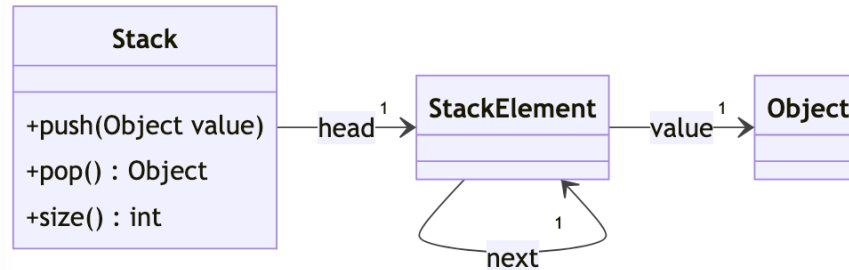 Stack
+push(Object value)
+pop() : Object
+size() : int
head
1
StackElement
value
1
Object
next
1